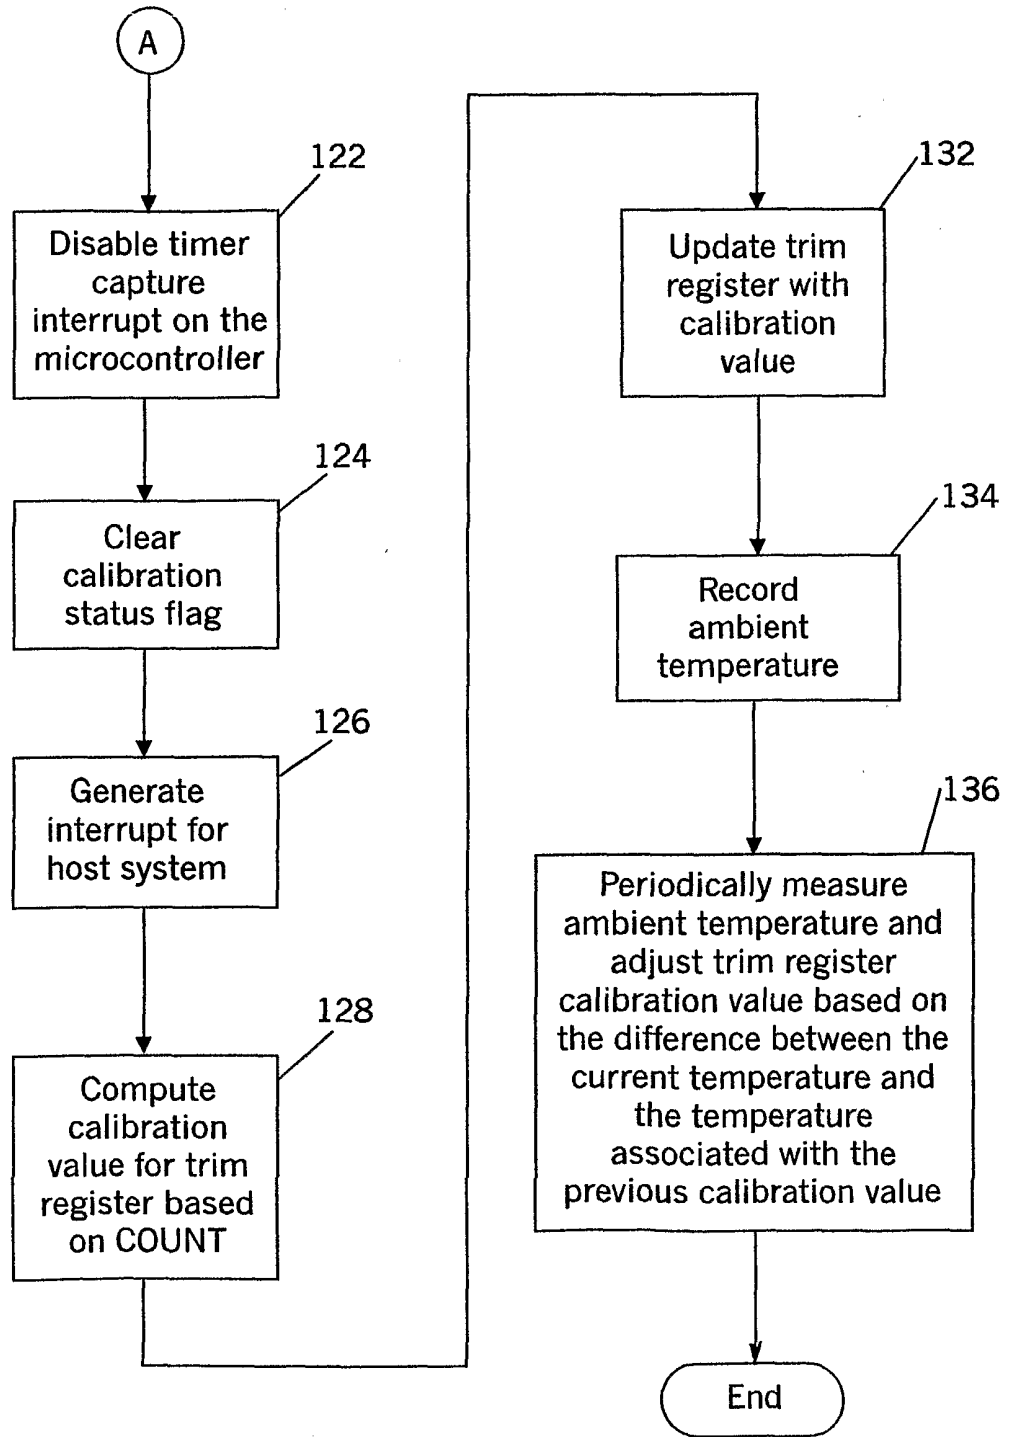 A
122
Disable timer
capture
interrupt on the
microcontroller
124
Clear
calibration
status flag
126
Generate
interrupt for
host system
128
Compute
calibration
value for trim
register based
on COUNT
132
Update trim
register with
calibration
value
134
Record
ambient
temperature
136
Periodically measure
ambient temperature and
adjust trim register
calibration value based on
the difference between the
current temperature and
the temperature
associated with the
previous calibration value
End